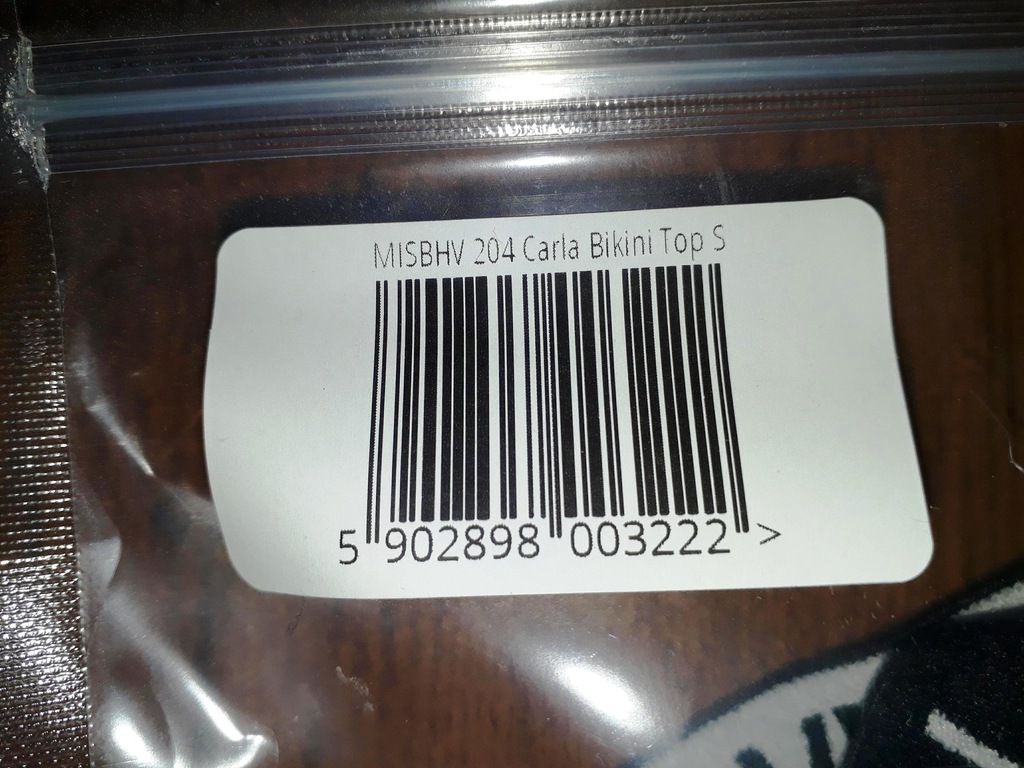 MISBHV 204 Carla Bikini Top S
5 902898 003222 >